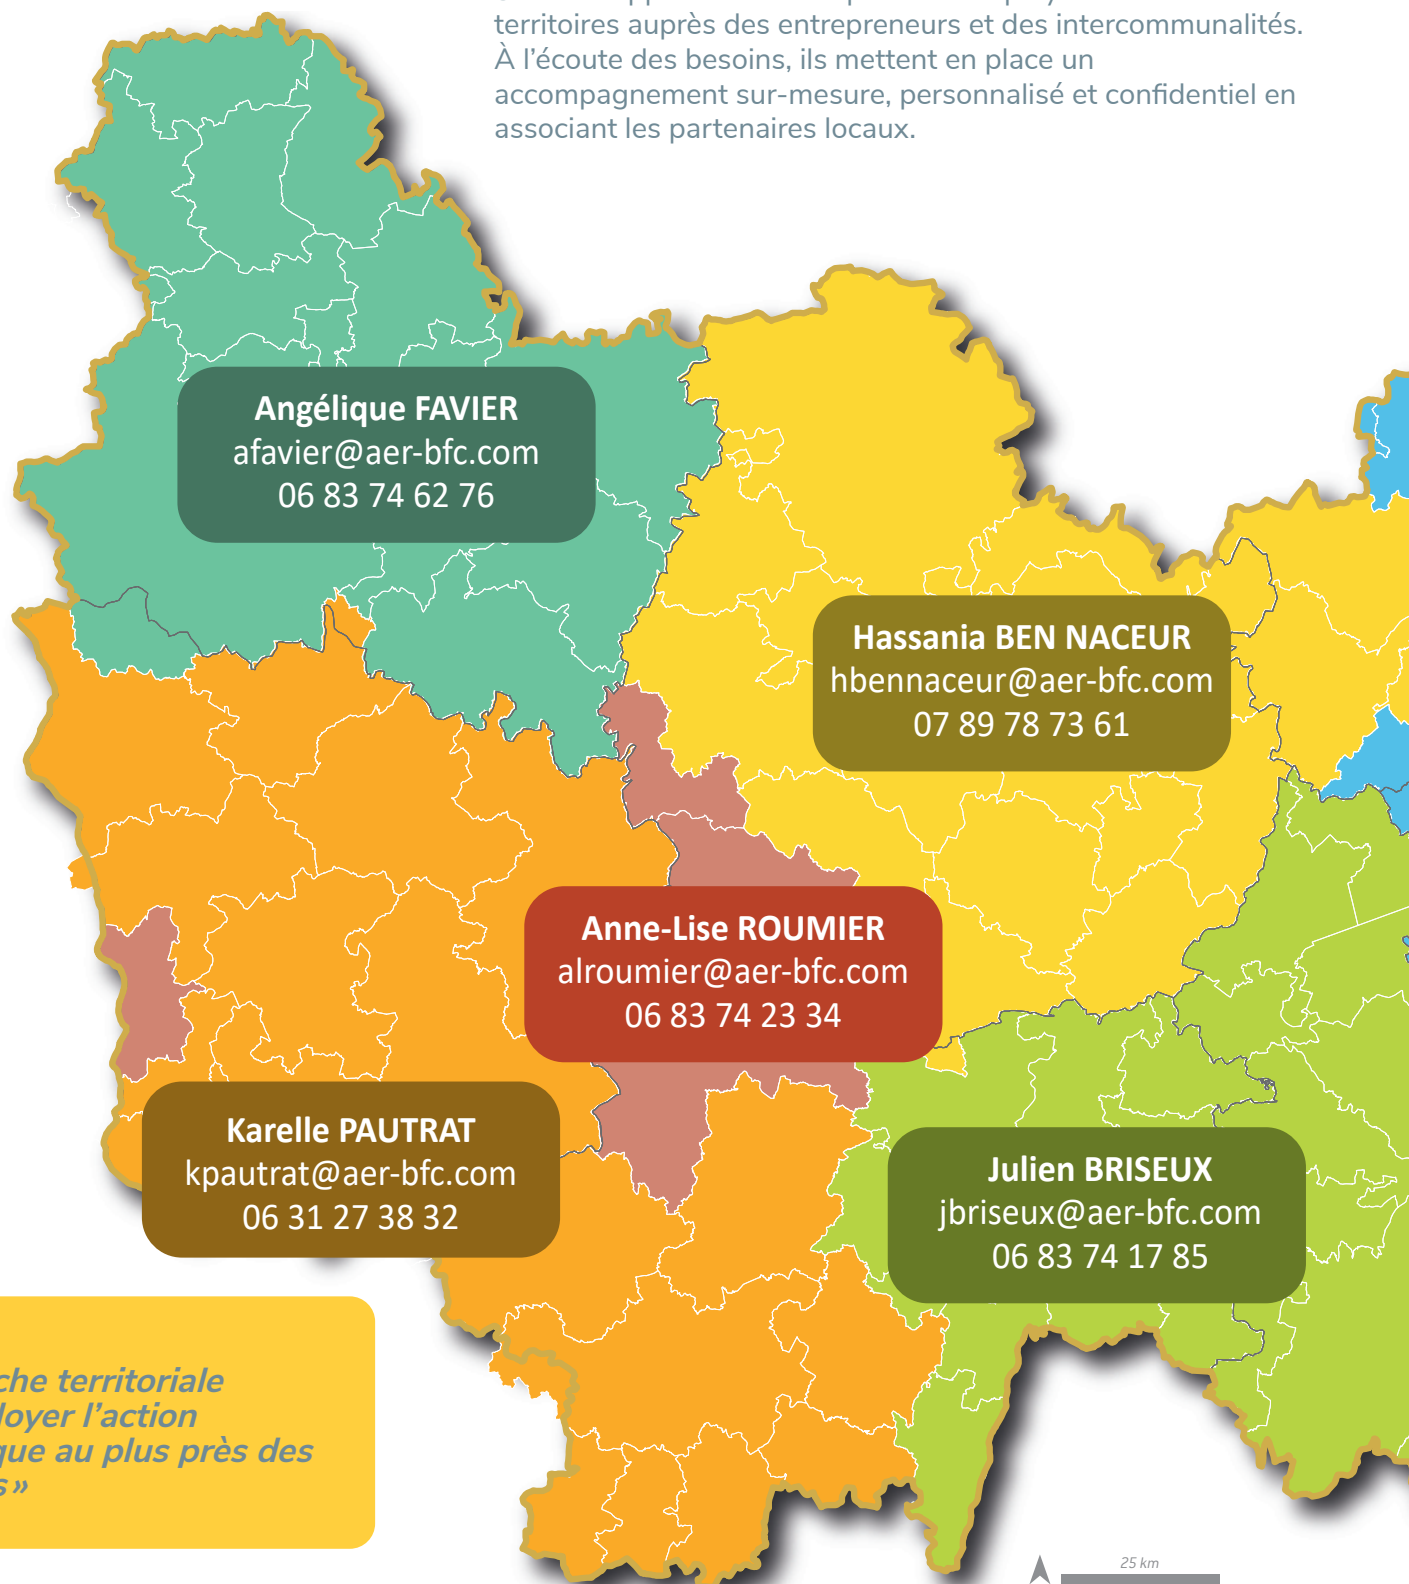 territoires auprès des entrepreneurs et des intercommunalités.
À l’écoute des besoins, ils mettent en place un
accompagnement sur-mesure, personnalisé et confidentiel en
associant les partenaires locaux.
Angélique FAVIER
afavier@aer-bfc.com
06 83 74 62 76
Hassania BEN NACEUR
hbennaceur@aer-bfc.com
07 89 78 73 61
Anne-Lise ROUMIER
alroumier@aer-bfc.com
06 83 74 23 34
Karelle PAUTRAT
kpautrat@aer-bfc.com
06 31 27 38 32
Julien BRISEUX
jbriseux@aer-bfc.com
06 83 74 17 85
che territoriale
loyer l’action
que au plus près des
s»
25 km